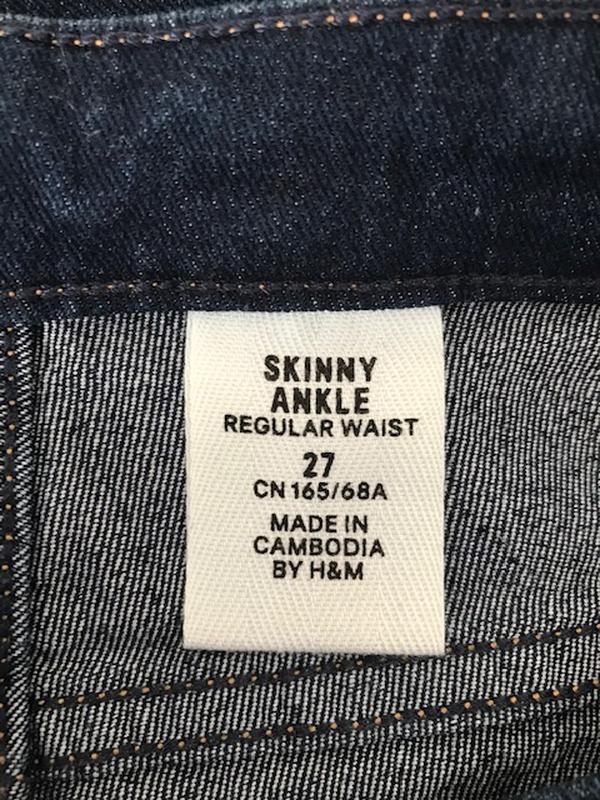 SKINNY
ANKLE
REGULAR WAIST
27
CN 165/68A
MADE IN
CAMBODIA
BY H&M